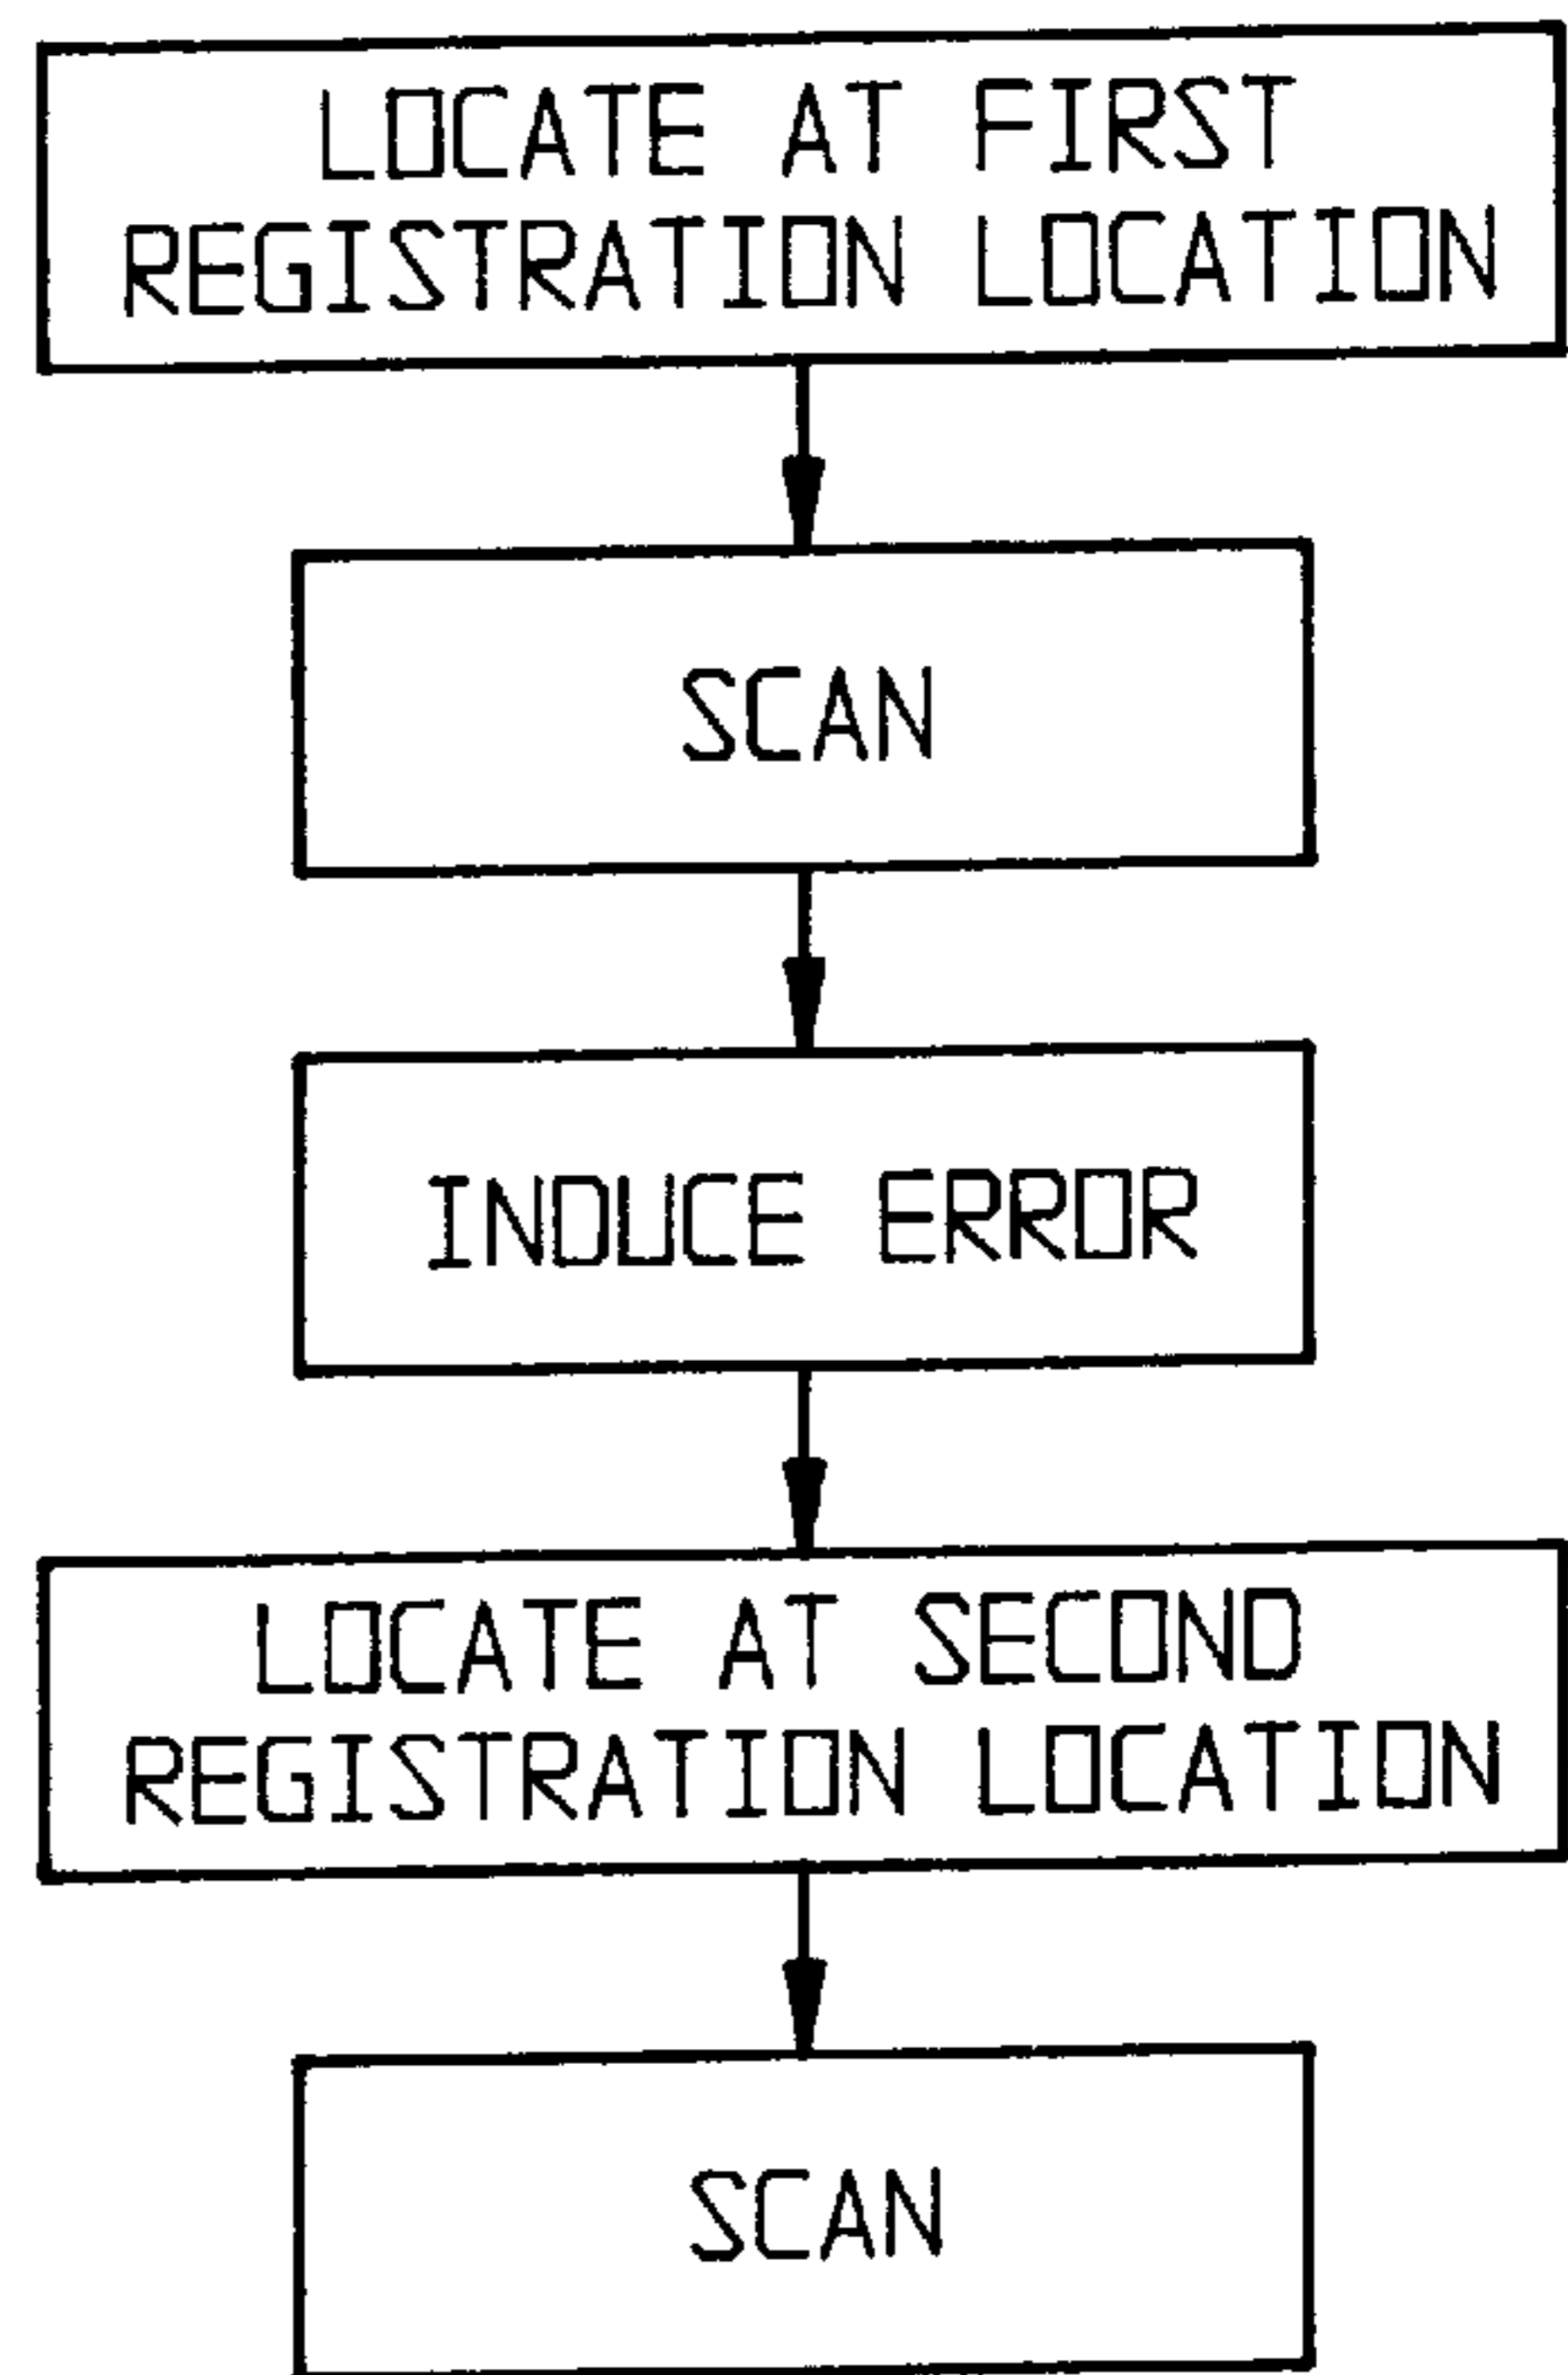 LOCATE AT FIRST
REGISTRATION LOCATION
SCAN
INDUCE ERROR
LOCATE AT SECOND
REGISTRATION LOCATION
SCAN